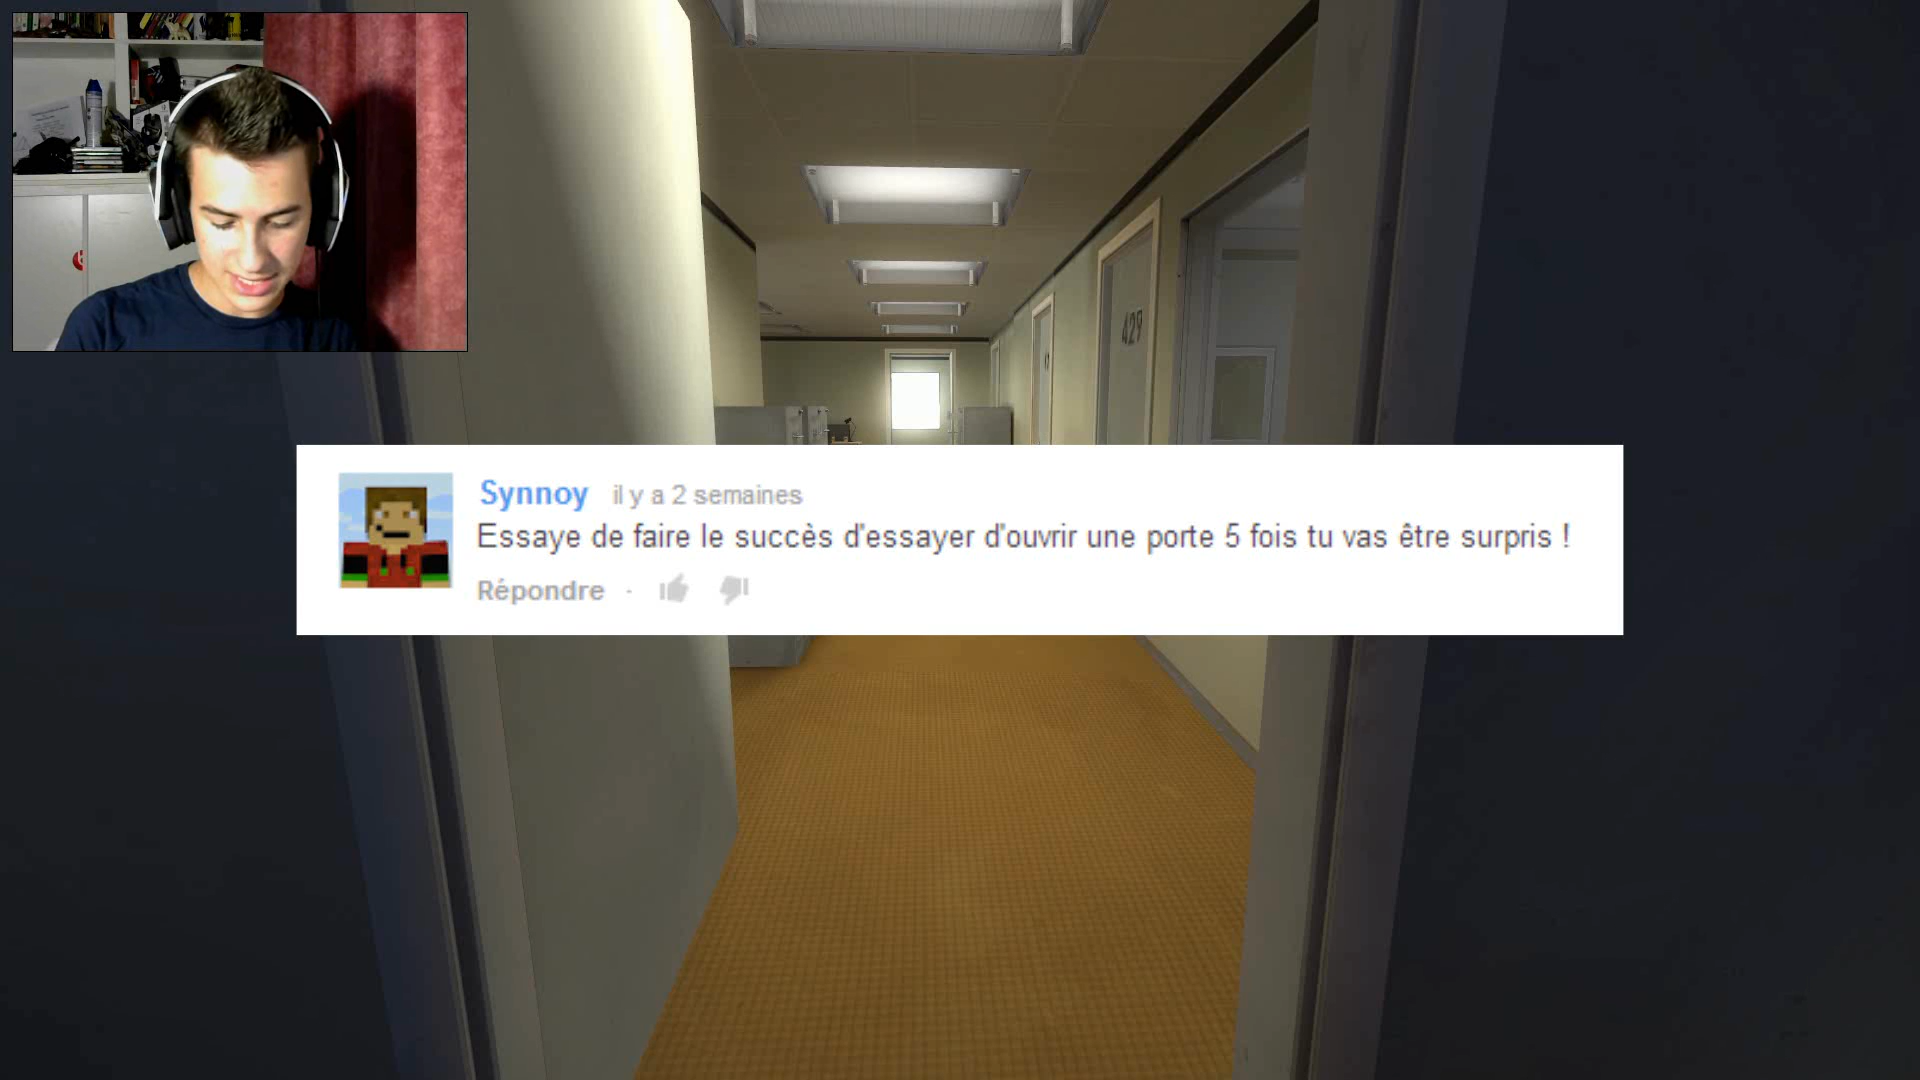 429
Synnoy il y a 2 semaines
Essaye de faire le succès d'essayer d'ouvrir une porte 5 fois tu vas être surpris !
Répondre ·